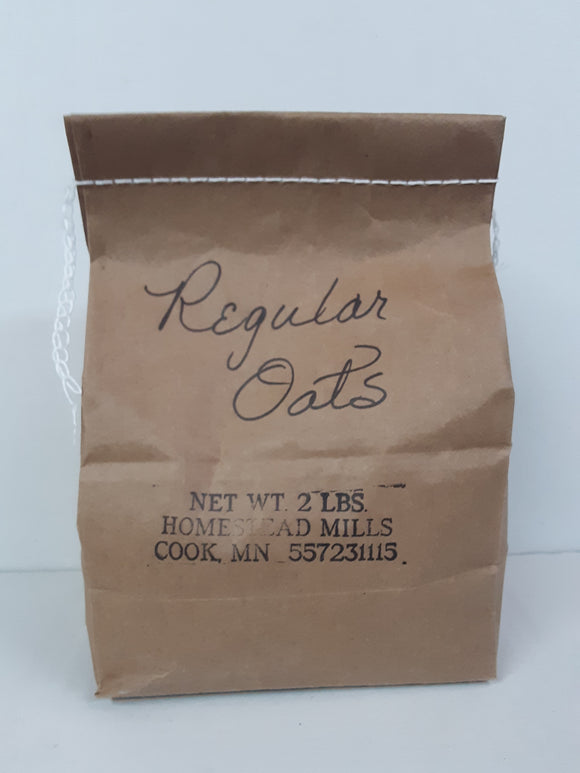 Regular
Oats
NET WT. 2 LBS.
HOMESTEAD MILLS
COOK, MN 557231115